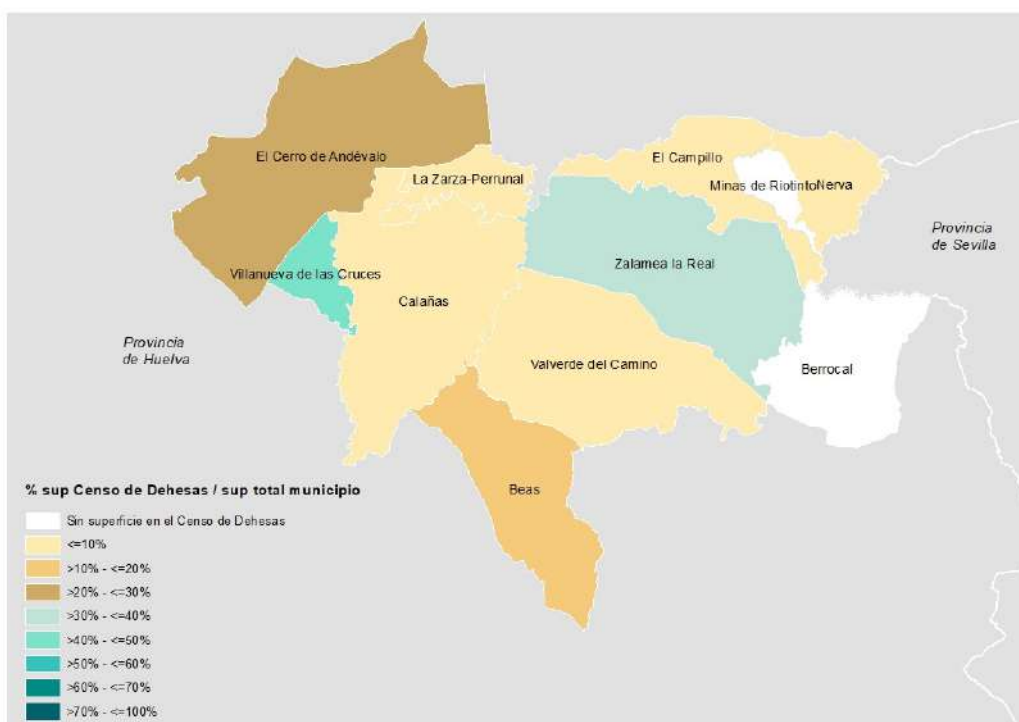 El Cerro de Andévalo
La Zarza-Perrunal
El Campillo
Minas de Riotinto
Nerva
Provincia
de Sevilla
Villanueva de las Cruces
Zalamea la Real
Calañas
Provincia
de Huelva
Valverde del Camino
Berrocal
Beas
% sup Censo de Dehesas / sup total municipio
Sin superficie en el Censo de Dehesas
<=10%
>10% - <=20%
>20% - <=30%
>30% - <=40%
>40% - <=50%
>50% - <=60%
>60% - <=70%
>70% - <=100%